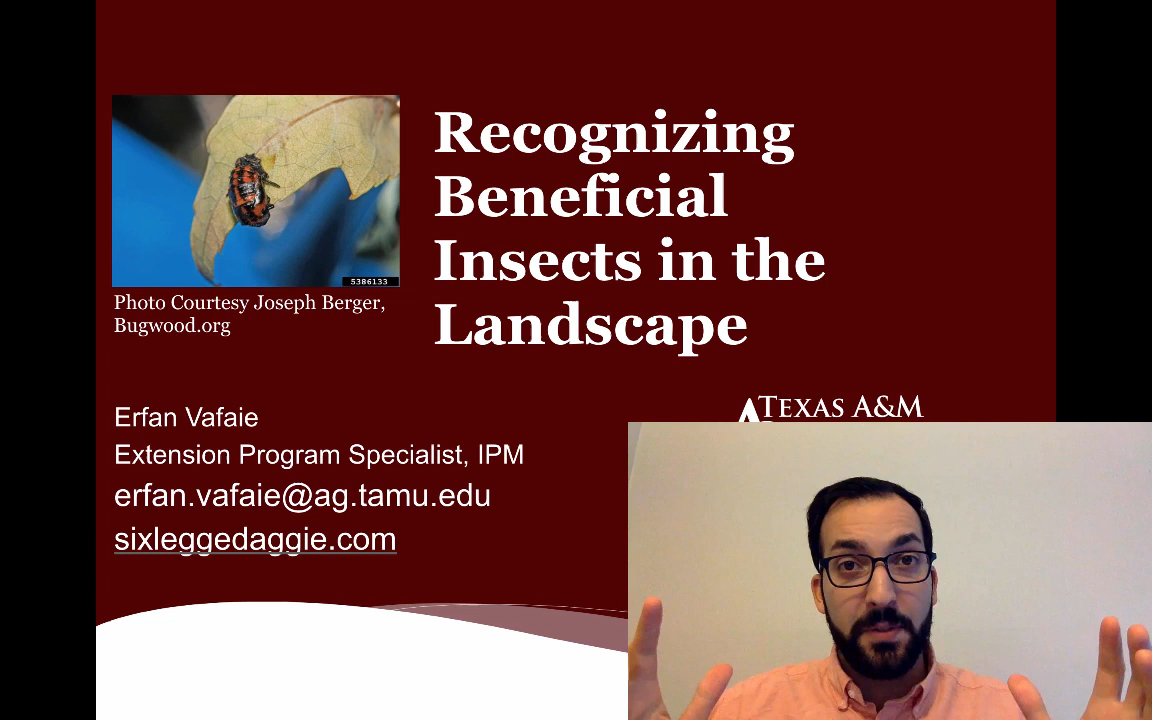 Recognizing
Beneficial
Insects in the
Landscape
5386133
Photo Courtesy Joseph Berger,
Bugwood.org
Erfan Vafaie
Extension Program Specialist, IPM
erfan.vafaie@ag.tamu.edu
sixleggedaggie.com
TEXAS A&M